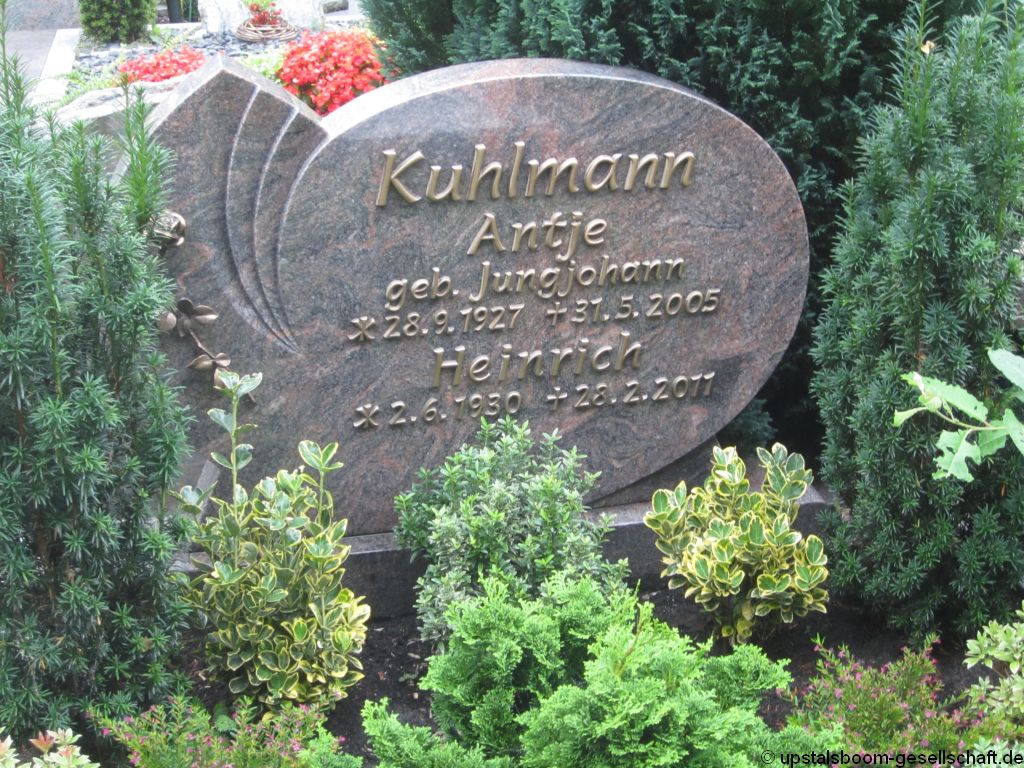 Kuhlmann
Antje
geb. Jungjohann
* 28.9.1927 +31.5.2005
Heinrich
* 2.6.1930 +28.2.2011
© upstalsboom-gesellschaft.de